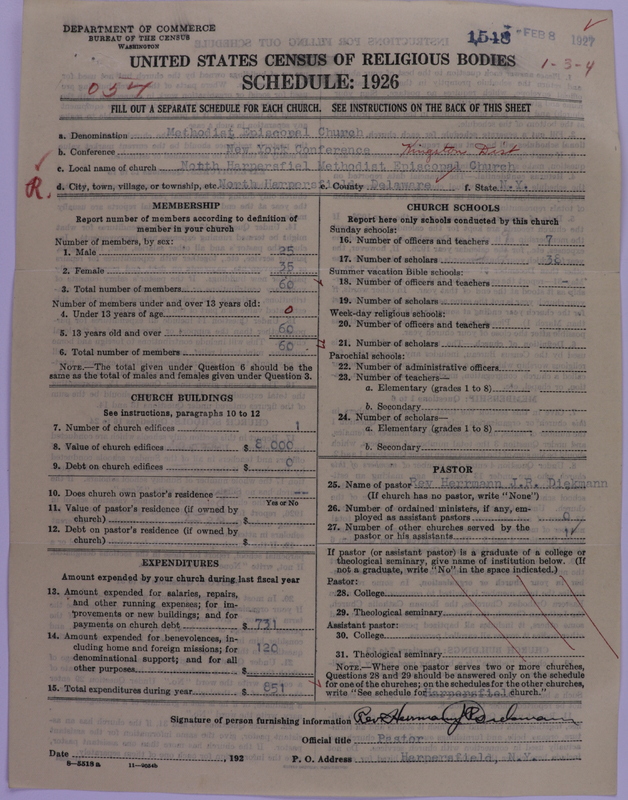 DEPARTMENT OF COMMERCE
BUREAU OF THE CENSUS
WASHINGTON
1548 FEB 8 1927
UNITED STATES CENSUS OF RELIGIOUS BODIES
1-3-4
SCHEDULE: 1926
054
FILL OUT A SEPARATE SCHEDULE FOR EACH CHURCH. SEE INSTRUCTIONS ON THE BACK OF THIS SHEET
a. Denomination Methodist Episcopal Church
b. Conference New York Conference Kingston Dist
c. Local name of church North Harpersfiel Methodist Episcopal Church
R. d. City, town, village, or township, etc. North Harpersfiel e. County Delaware f. State N.Y.
MEMBERSHIP
Report number of members according to definition of member in your church
Number of members, by sex:
1. Male 25
2. Female 35
3. Total number of members 60
Number of members under and over 13 years old:
4. Under 13 years of age 0
5. 13 years old and over 60
6. Total number of members 60
NOTE.—The total given under Question 6 should be the same as the total of males and females given under Question 3.
CHURCH BUILDINGS
See instructions, paragraphs 10 to 12
7. Number of church edifices 1
8. Value of church edifices $ 8 000
9. Debt on church edifices $ 0
10. Does church own pastor's residence
Yes or No
11. Value of pastor's residence (if owned by church) $
12. Debt on pastor's residence (if owned by church) $
EXPENDITURES
Amount expended by your church during last fiscal year
13. Amount expended for salaries, repairs, and other running expenses; for improvements or new buildings; and for payments on church debt $ 731
14. Amount expended for benevolences, including home and foreign missions; for denominational support; and for all other purposes $ 120
15. Total expenditures during year $ 851
CHURCH SCHOOLS
Report here only schools conducted by this church
Sunday schools:
16. Number of officers and teachers 7
17. Number of scholars
Summer vacation Bible schools:
18. Number of officers and teachers -
19. Number of scholars
Week-day religious schools:
20. Number of officers and teachers
21. Number of scholars
Parochial schools:
22. Number of administrative officers
23. Number of teachers—
a. Elementary (grades 1 to 8)
b. Secondary
24. Number of scholars—
a. Elementary (grades 1 to 8)
b. Secondary
PASTOR
25. Name of pastor Rev Herrmann J.R. Diekmann
(If church has no pastor, write "None")
26. Number of ordained ministers, if any, employed as assistant pastors 0
27. Number of other churches served by the pastor or his assistants
If pastor (or assistant pastor) is a graduate of a college or theological seminary, give name of institution below. (If not a graduate, write "No" in the space indicated.)
Pastor:
28. College
29. Theological seminary
Assistant pastor:
30. College
31. Theological seminary
NOTE.—Where one pastor serves two or more churches, Questions 28 and 29 should be answered only on the schedule for one of the churches; on the schedules for the other churches, write "See schedule for Harpersfield church."
Signature of person furnishing information Rev. Hermann J R Diekmann
Official title Pastor
Date , 192 P. O. Address Harpersfield, N.Y.
8-5518 a 11-9524b